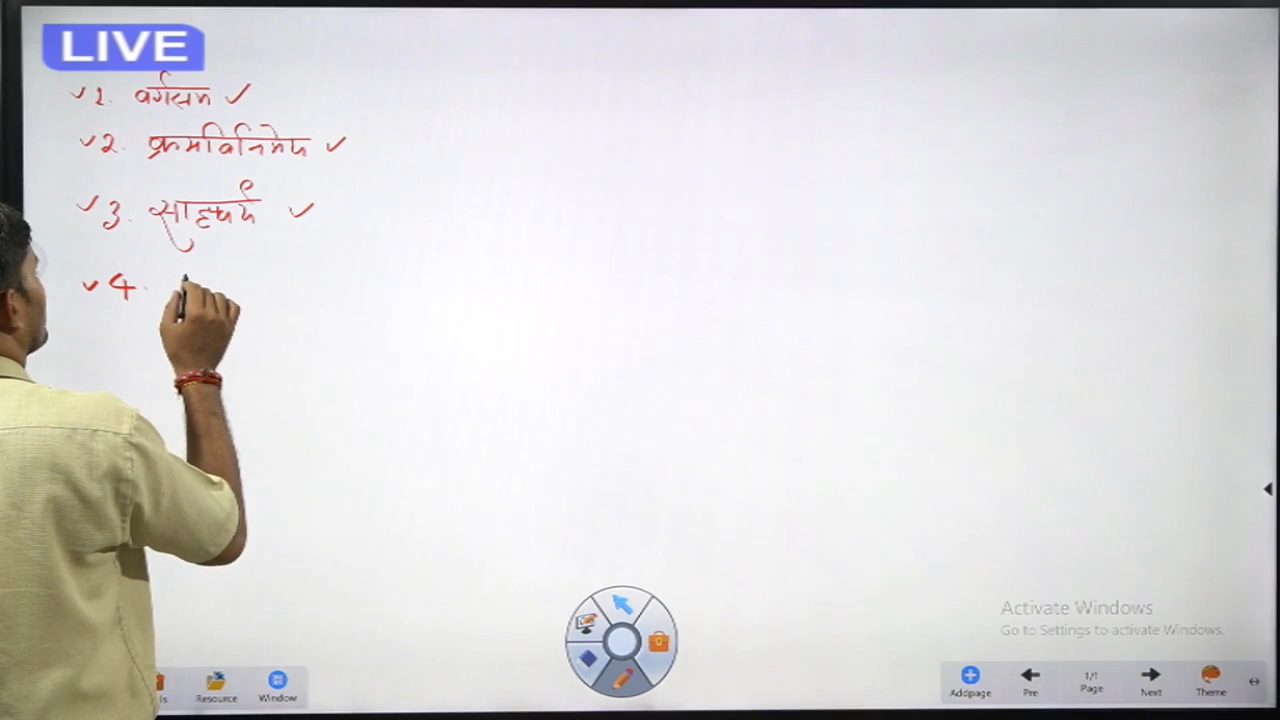 LIVE
1. वर्गसम
2. क्रमविनिमेय
3. साहचर्य
4.
Activate Windows
Go to Settings to activate Windows.
Resource Window
Addpage Pre 1/1 Page Next Theme